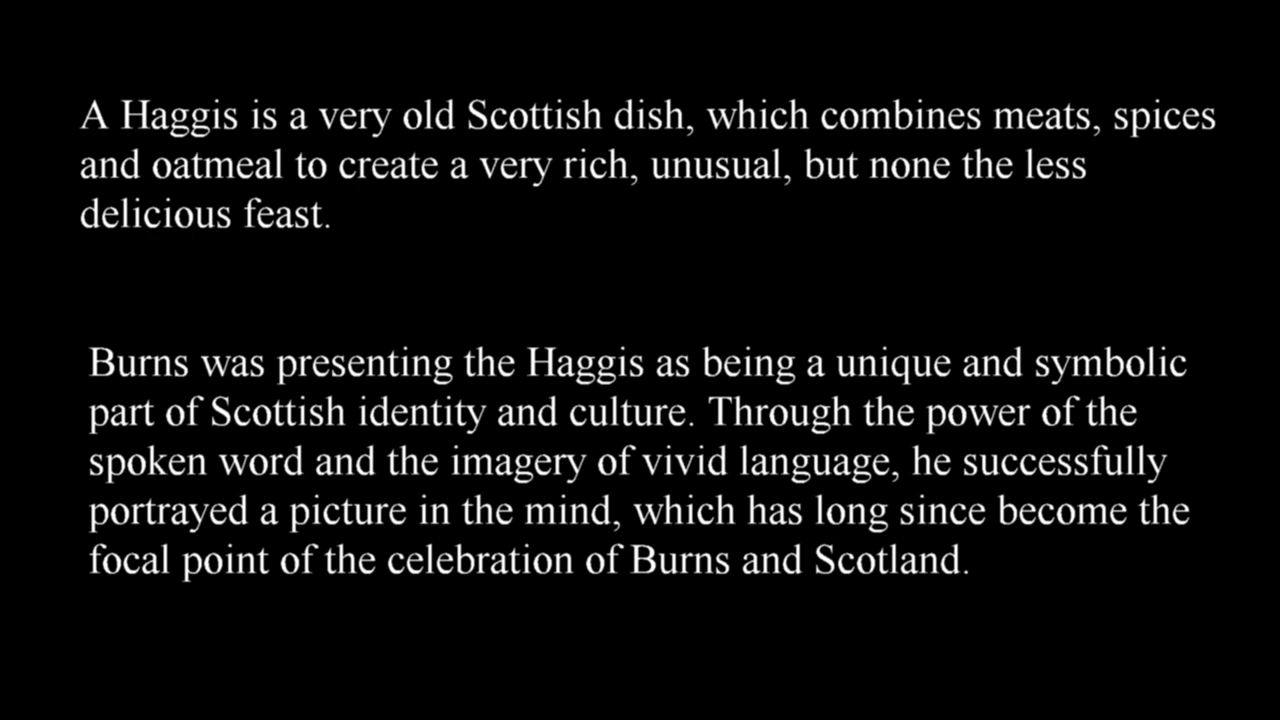 A Haggis is a very old Scottish dish, which combines meats, spices
and oatmeal to create a very rich, unusual, but none the less
delicious feast.
Burns was presenting the Haggis as being a unique and symbolic
part of Scottish identity and culture. Through the power of the
spoken word and the imagery of vivid language, he successfully
portrayed a picture in the mind, which has long since become the
focal point of the celebration of Burns and Scotland.